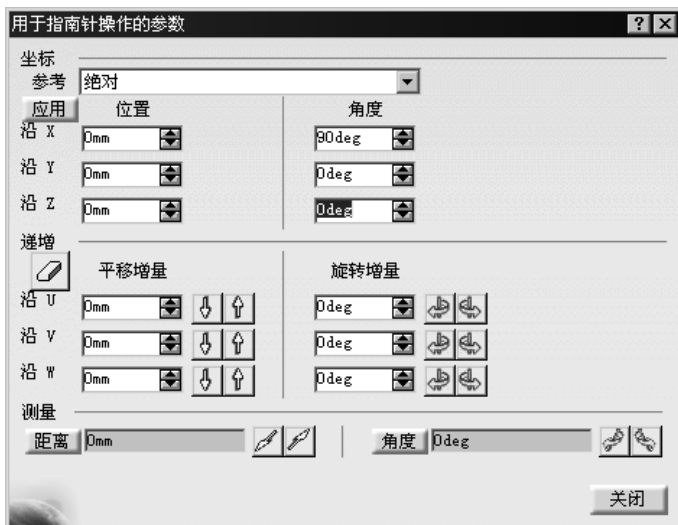 用于指南针操作的参数
坐标
参考 绝对
应用 位置 角度
沿 X 0mm 90deg
沿 Y 0mm 0deg
沿 Z 0mm 0deg
递增
平移增量 旋转增量
沿 U 0mm 0deg
沿 V 0mm 0deg
沿 W 0mm 0deg
测量
距离 0mm 角度 0deg
关闭